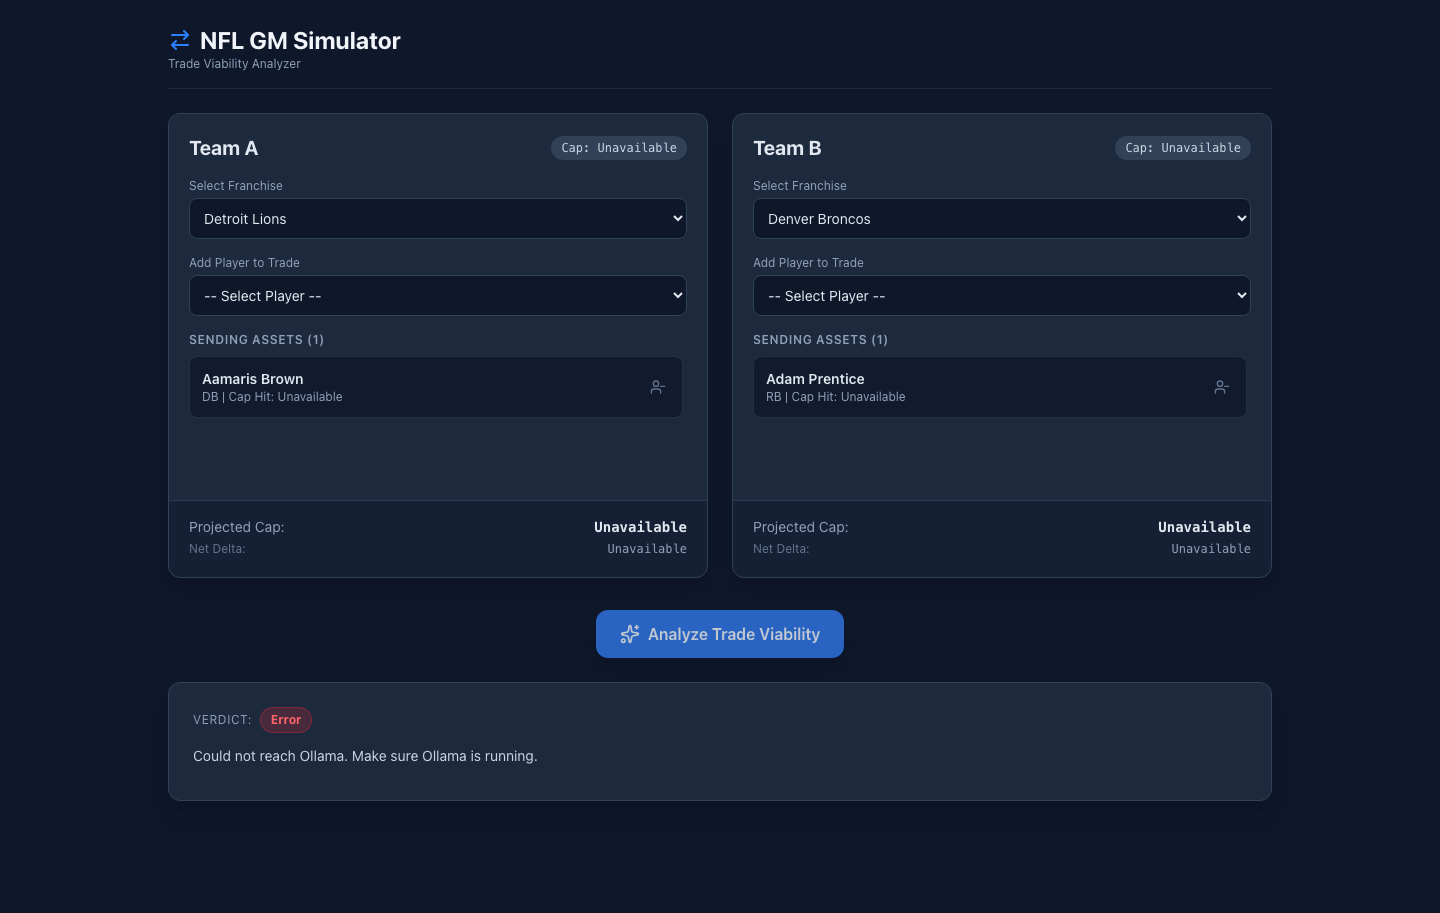 NFL GM Simulator
Trade Viability Analyzer
Team A
Cap: Unavailable
Select Franchise
Detroit Lions
Add Player to Trade
-- Select Player --
SENDING ASSETS (1)
Aamaris Brown
DB | Cap Hit: Unavailable
Projected Cap: Unavailable
Net Delta: Unavailable
Team B
Cap: Unavailable
Select Franchise
Denver Broncos
Add Player to Trade
-- Select Player --
SENDING ASSETS (1)
Adam Prentice
RB | Cap Hit: Unavailable
Projected Cap: Unavailable
Net Delta: Unavailable
Analyze Trade Viability
VERDICT: Error
Could not reach Ollama. Make sure Ollama is running.